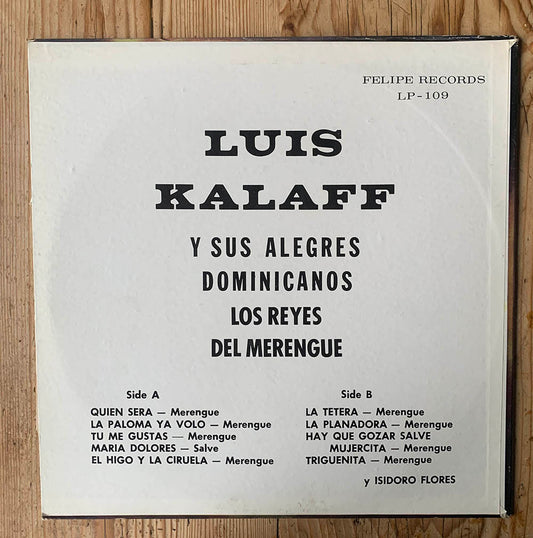 FELIPE RECORDS
LP-109
LUIS
KALAFF
Y SUS ALEGRES
DOMINICANOS
LOS REYES
DEL MERENGUE
Side A
QUIEN SERA — Merengue
LA PALOMA YA VOLO — Merengue
TU ME GUSTAS — Merengue
MARIA DOLORES — Salve
EL HIGO Y LA CIRUELA — Merengue
Side B
LA TETERA — Merengue
LA PLANADORA — Merengue
HAY QUE GOZAR SALVE
MUJERCITA — Merengue
TRIGUENITA — Merengue
y ISIDORO FLORES